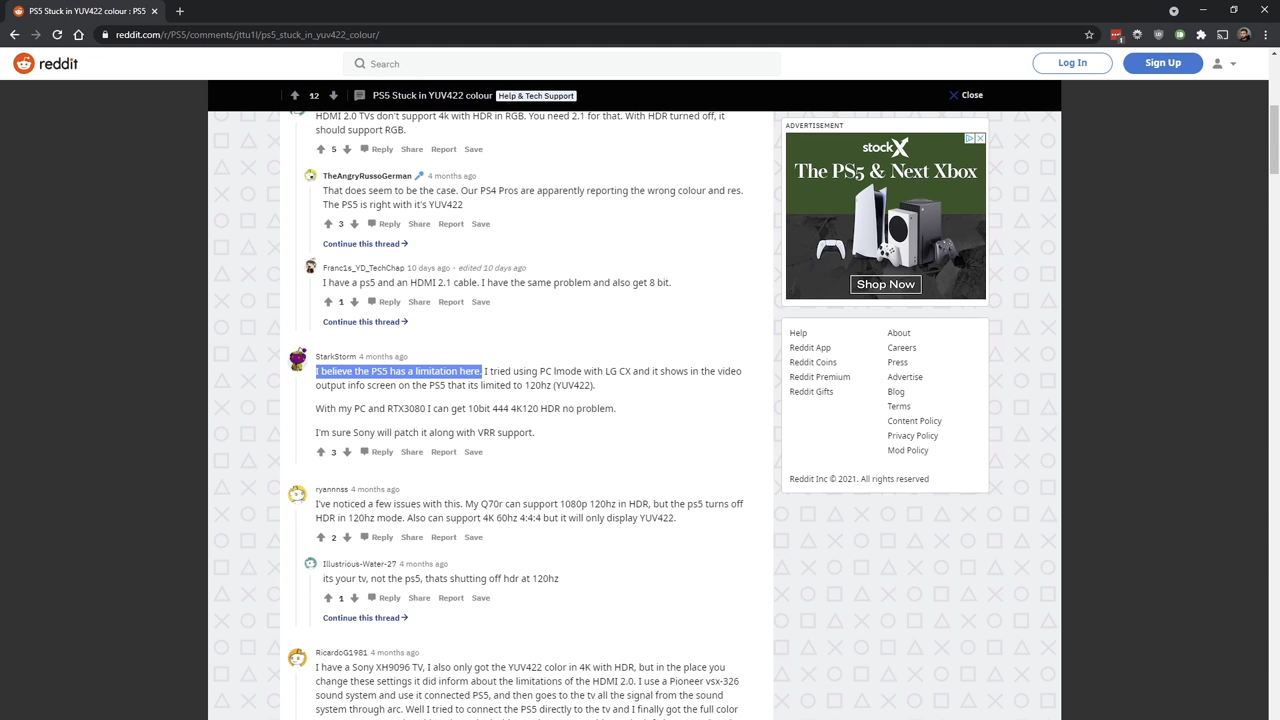 PS5 Stuck in YUV422 colour : PS5
reddit.com/r/PS5/comments/jttu1l/ps5_stuck_in_yuv422_colour/
1
reddit
Search
Log In
Sign Up
12
PS5 Stuck in YUV422 colour
Help & Tech Support
Close
HDMI 2.0 TVs don't support 4k with HDR in RGB. You need 2.1 for that. With HDR turned off, it
should support RGB.
5 Reply Share Report Save
TheAngryRussoGerman 4 months ago
That does seem to be the case. Our PS4 Pros are apparently reporting the wrong colour and res.
The PS5 is right with it's YUV422
3 Reply Share Report Save
Continue this thread
Franc1s_YD_TechChap 10 days ago · edited 10 days ago
I have a ps5 and an HDMI 2.1 cable. I have the same problem and also get 8 bit.
1 Reply Share Report Save
Continue this thread
StarkStorm 4 months ago
I believe the PS5 has a limitation here. I tried using PC lmode with LG CX and it shows in the video
output info screen on the PS5 that its limited to 120hz (YUV422).
With my PC and RTX3080 I can get 10bit 444 4K120 HDR no problem.
I'm sure Sony will patch it along with VRR support.
3 Reply Share Report Save
ryannnss 4 months ago
I've noticed a few issues with this. My Q70r can support 1080p 120hz in HDR, but the ps5 turns off
HDR in 120hz mode. Also can support 4K 60hz 4:4:4 but it will only display YUV422.
2 Reply Share Report Save
Illustrious-Water-27 4 months ago
its your tv, not the ps5, thats shutting off hdr at 120hz
1 Reply Share Report Save
Continue this thread
RicardoG1981 4 months ago
I have a Sony XH9096 TV, I also only got the YUV422 color in 4K with HDR, but in the place you
change these settings it did inform about the limitations of the HDMI 2.0. I use a Pioneer vsx-326
sound system and use it connected PS5, and then goes to the tv all the signal from the sound
system through arc. Well I tried to connect the PS5 directly to the tv and I finally got the full color
ADVERTISEMENT
stockX
The PS5 & Next Xbox
Shop Now
Help About
Reddit App Careers
Reddit Coins Press
Reddit Premium Advertise
Reddit Gifts Blog
Terms
Content Policy
Privacy Policy
Mod Policy
Reddit Inc © 2021. All rights reserved